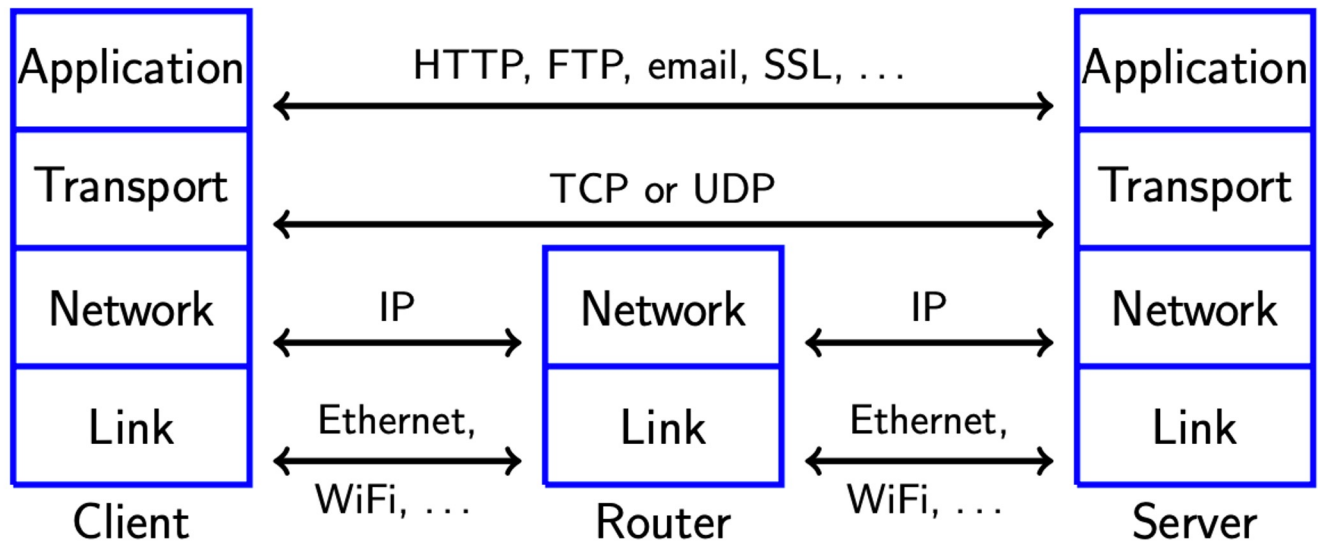 Application
HTTP, FTP, email, SSL, ...
Application
Transport
TCP or UDP
Transport
Network
IP
Network
IP
Network
Link
Ethernet,
WiFi, ...
Link
Ethernet,
WiFi, ...
Link
Client
Router
Server